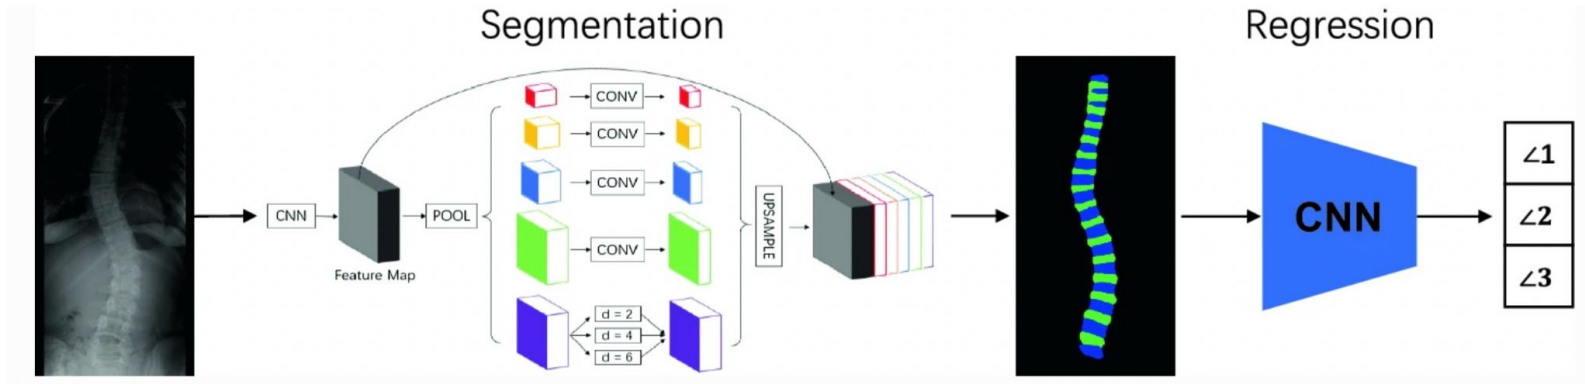 Segmentation
Regression
CNN
Feature Map
POOL
CONV
CONV
CONV
CONV
d = 2
d = 4
d = 6
UPSAMPLE
CNN
∠1
∠2
∠3